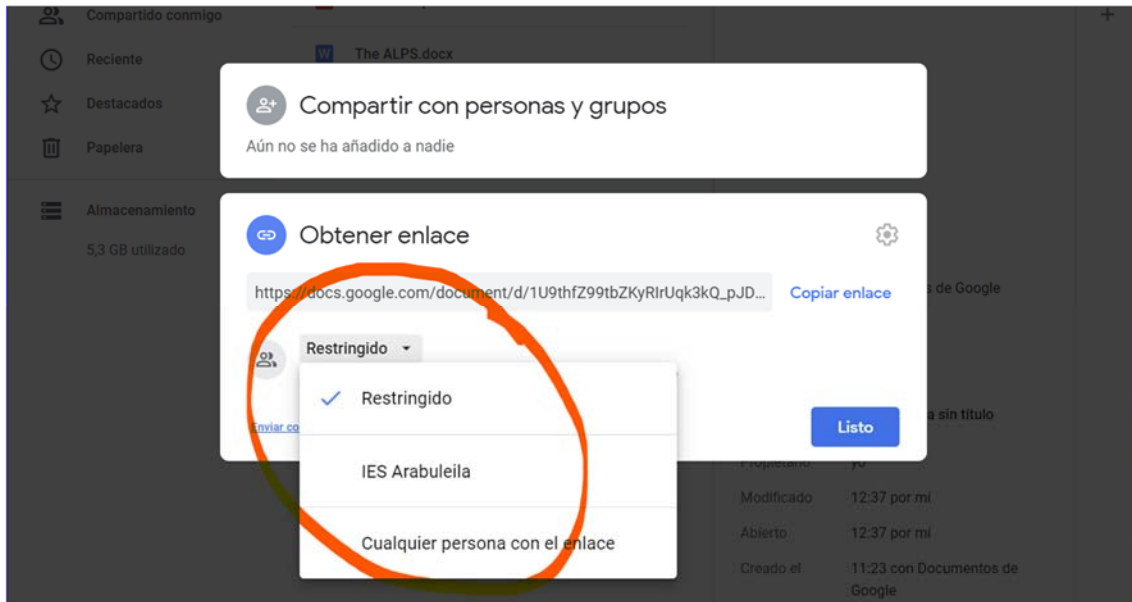 Compartido conmigo
Reciente
The ALPS.docx
Destacados
Papelera
Almacenamiento
5,3 GB utilizado
Compartir con personas y grupos
Aún no se ha añadido a nadie
Obtener enlace
https://docs.google.com/document/d/1U9thfZ99tbZKyRIrUqk3kQ_pJD...
Copiar enlace
s de Google
Restringido
Restringido
Enviar co
IES Arabuleila
Cualquier persona con el enlace
Listo
a sin título
Propietario yo
Modificado 12:37 por mí
Abierto 12:37 por mí
Creado el 11:23 con Documentos de
Google